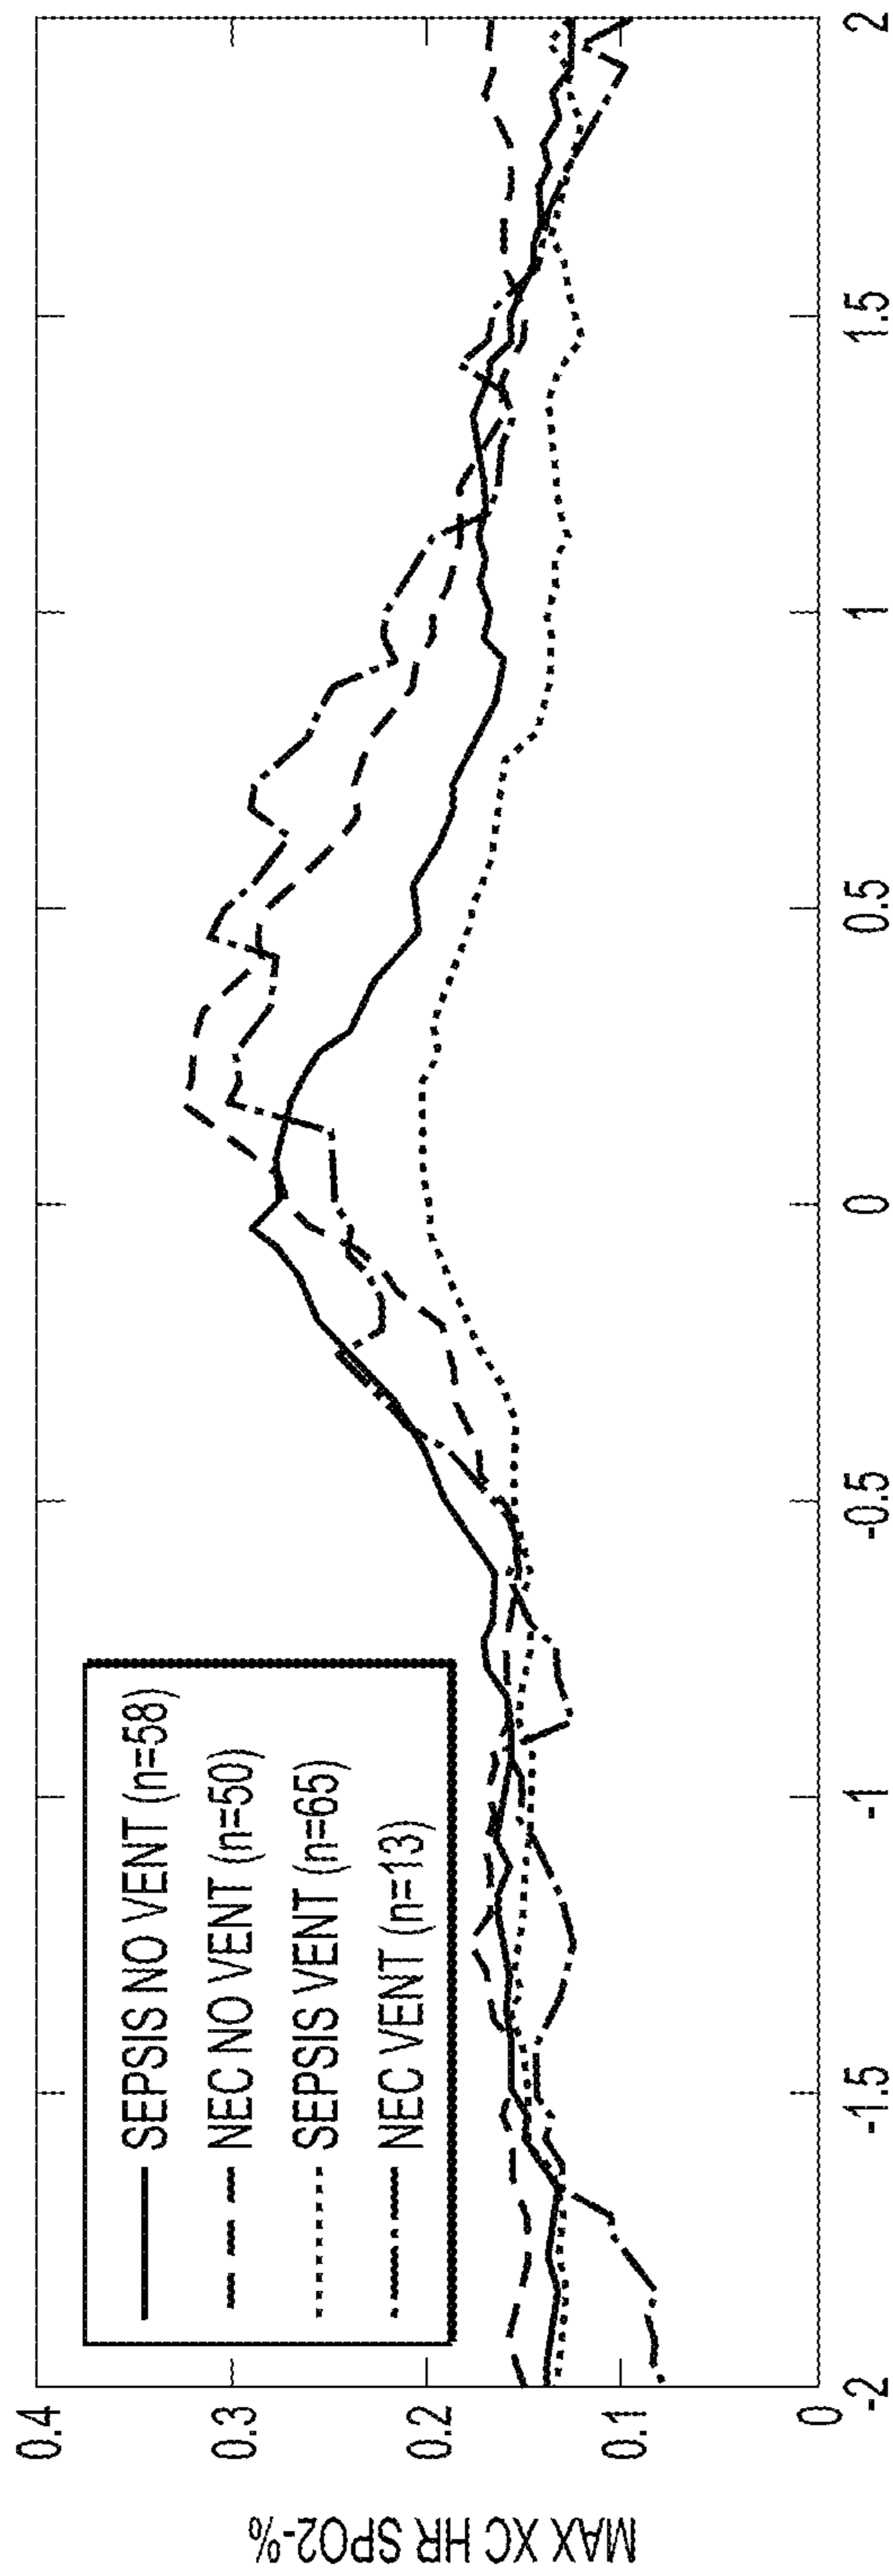 MAX XC HR SPO2-%
0.4
0.3
0.2
0.1
0
SEPSIS NO VENT (n=58)
NEC NO VENT (n=50)
SEPSIS VENT (n=65)
NEC VENT (n=13)
-2 -1.5 -1 -0.5 0 0.5 1 1.5 2